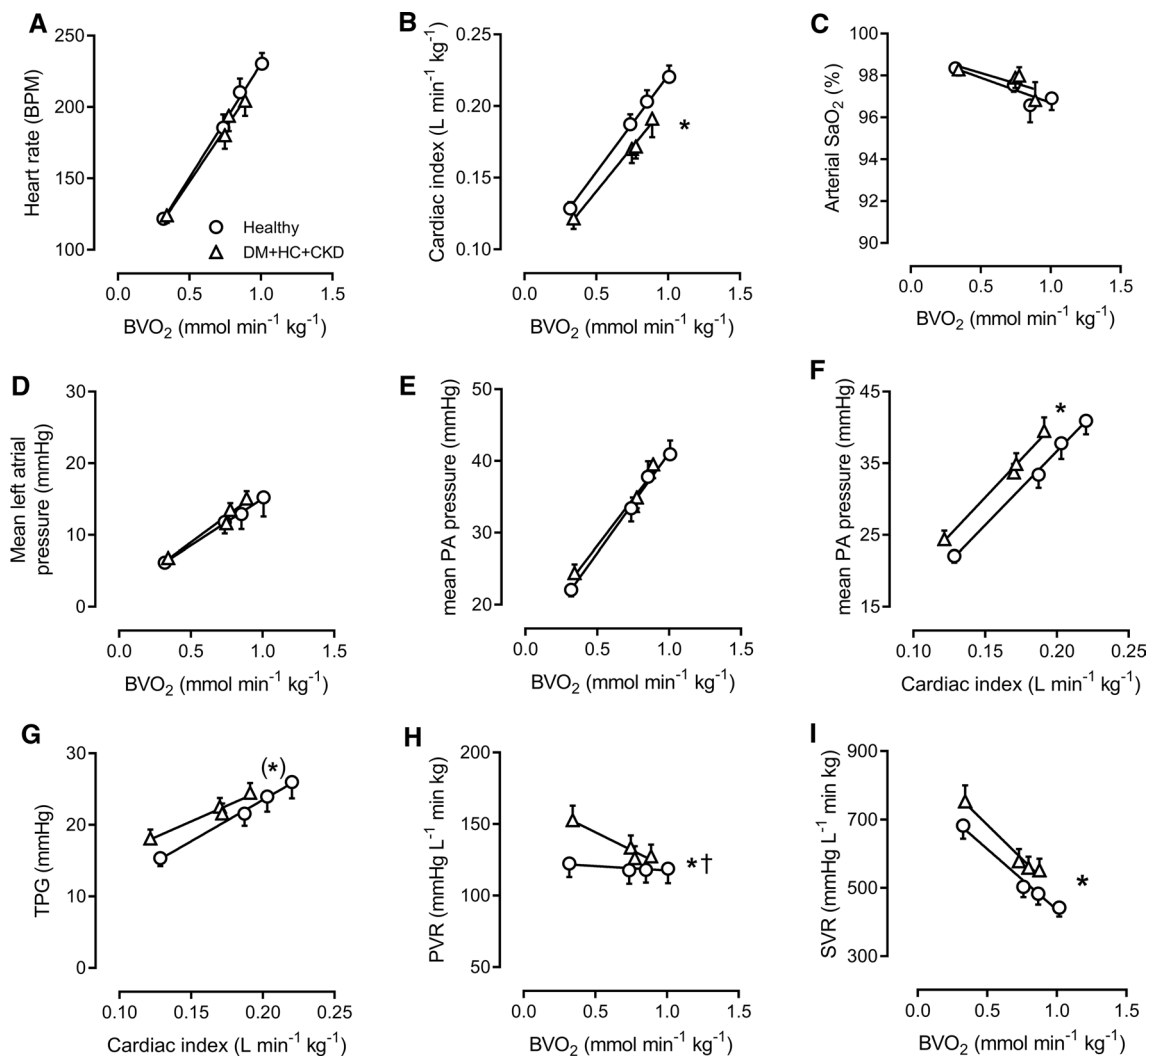 A
Heart rate (BPM)
250
200
150
100
Healthy
DM+HC+CKD
0.0 0.5 1.0 1.5
BVO₂ (mmol min⁻¹ kg⁻¹)
B
Cardiac index (L min⁻¹ kg⁻¹)
0.25
0.20
0.15
0.10
*
0.0 0.5 1.0 1.5
BVO₂ (mmol min⁻¹ kg⁻¹)
C
Arterial SaO₂ (%)
100
98
96
94
92
90
0.0 0.5 1.0 1.5
BVO₂ (mmol min⁻¹ kg⁻¹)
D
Mean left atrial
pressure (mmHg)
30
20
10
0
0.0 0.5 1.0 1.5
BVO₂ (mmol min⁻¹ kg⁻¹)
E
mean PA pressure (mmHg)
50
40
30
20
0.0 0.5 1.0 1.5
BVO₂ (mmol min⁻¹ kg⁻¹)
F
mean PA pressure (mmHg)
45
35
25
15
*
0.10 0.15 0.20 0.25
Cardiac index (L min⁻¹ kg⁻¹)
G
TPG (mmHg)
30
20
10
0
(*)
0.10 0.15 0.20 0.25
Cardiac index (L min⁻¹ kg⁻¹)
H
PVR (mmHg L⁻¹ min kg)
200
150
100
50
*†
0.0 0.5 1.0 1.5
BVO₂ (mmol min⁻¹ kg⁻¹)
I
SVR (mmHg L⁻¹ min kg)
900
700
500
300
*
0.0 0.5 1.0 1.5
BVO₂ (mmol min⁻¹ kg⁻¹)